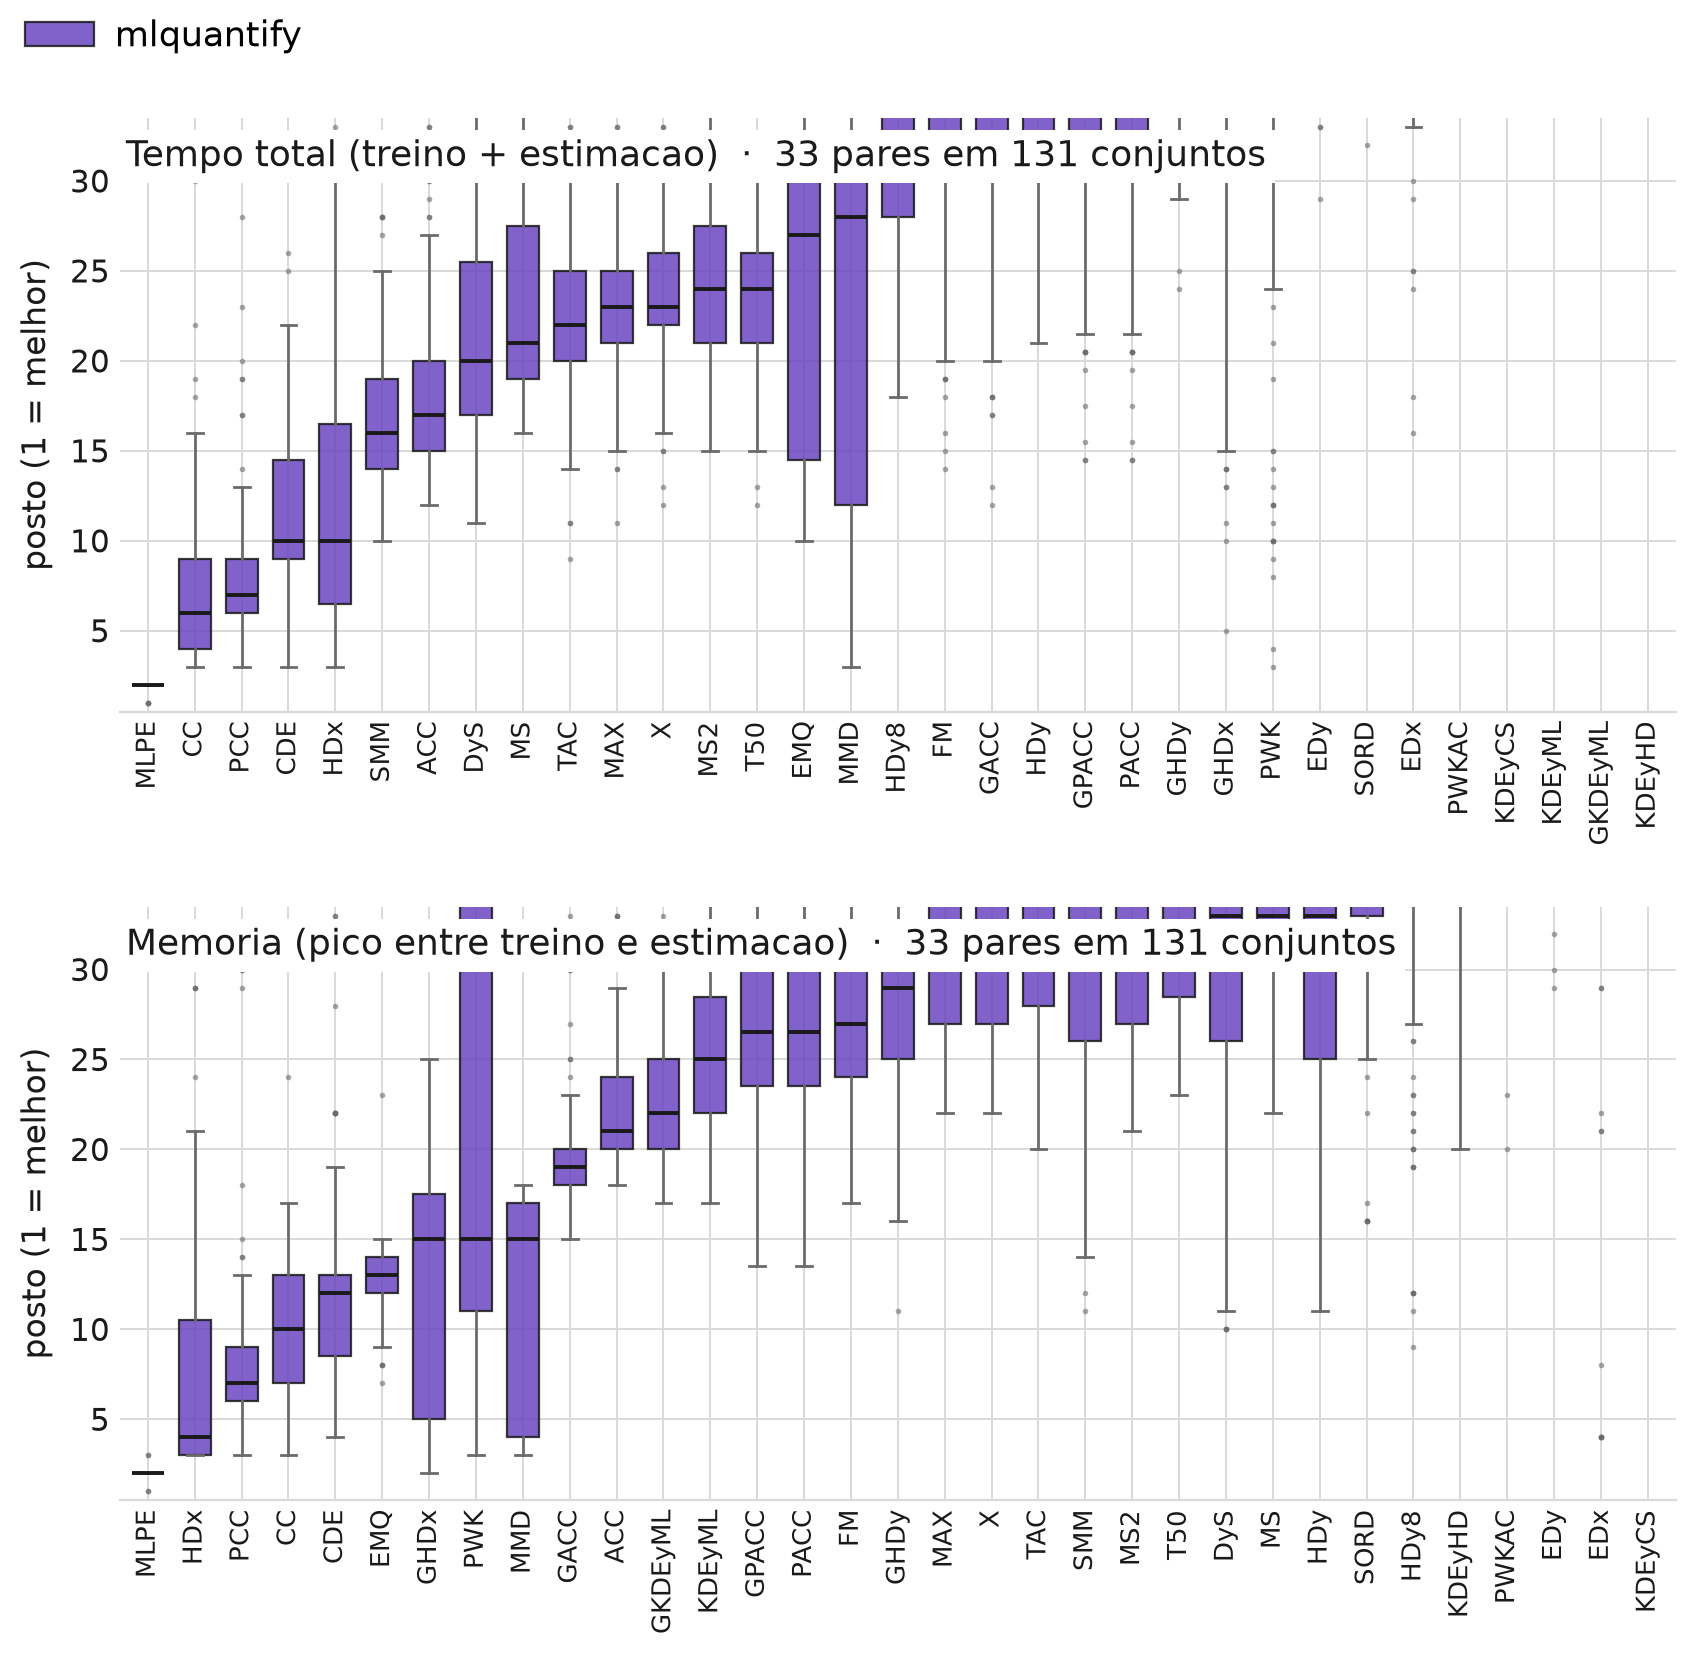 mlquantify
Tempo total (treino + estimacao) · 33 pares em 131 conjuntos
posto (1 = melhor)
30
25
20
15
10
5
MLPE
CC
PCC
CDE
HDx
SMM
ACC
DyS
MS
TAC
MAX
X
MS2
T50
EMQ
MMD
HDy8
FM
GACC
HDy
GPACC
PACC
GHDy
GHDx
PWK
EDy
SORD
EDx
PWKAC
KDEyCS
KDEyML
GKDEyML
KDEyHD
Memoria (pico entre treino e estimacao) · 33 pares em 131 conjuntos
posto (1 = melhor)
30
25
20
15
10
5
MLPE
HDx
PCC
CC
CDE
EMQ
GHDx
PWK
MMD
GACC
ACC
GKDEyML
KDEyML
GPACC
PACC
FM
GHDy
MAX
X
TAC
SMM
MS2
T50
DyS
MS
HDy
SORD
HDy8
KDEyHD
PWKAC
EDy
EDx
KDEyCS